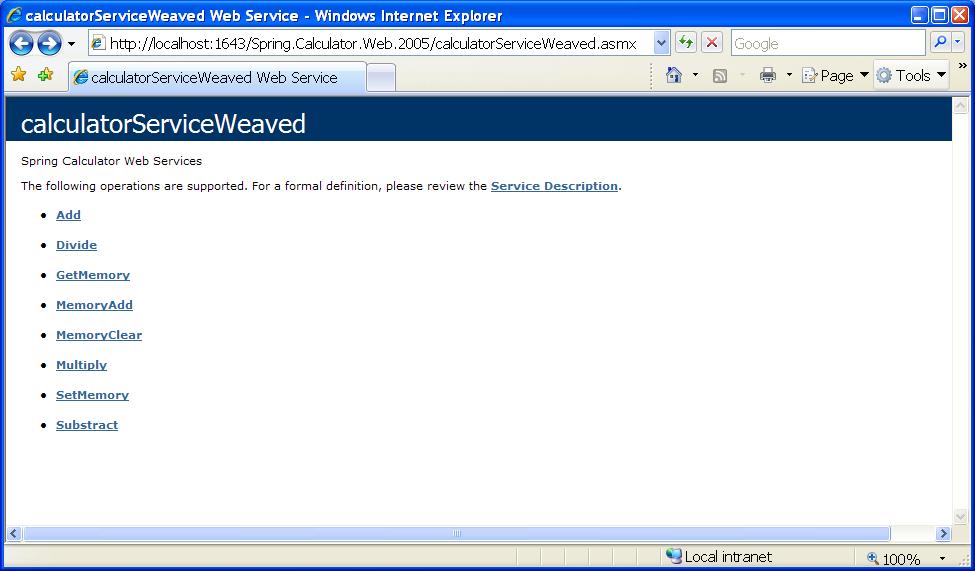 calculatorServiceWeaved Web Service - Windows Internet Explorer
http://localhost:1643/Spring.Calculator.Web.2005/calculatorServiceWeaved.asmx
Google
calculatorServiceWeaved Web Service
Page
Tools
calculatorServiceWeaved
Spring Calculator Web Services
The following operations are supported. For a formal definition, please review the Service Description.
• Add
• Divide
• GetMemory
• MemoryAdd
• MemoryClear
• Multiply
• SetMemory
• Substract
Local intranet
100%